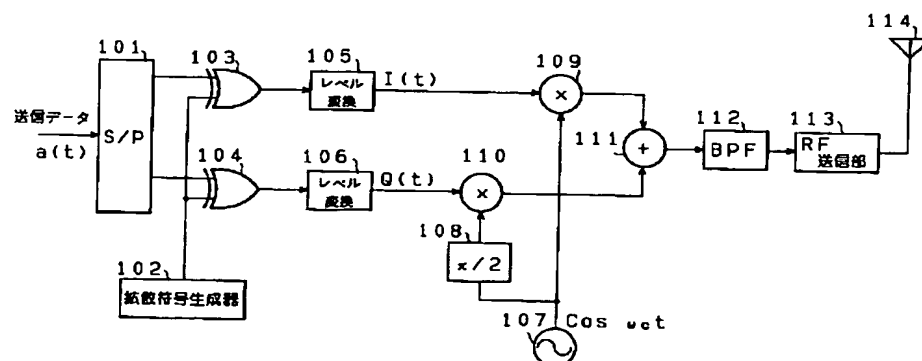 114
101
103
105
109
レベル
変換
I(t)
×
送信データ
a(t)
S/P
112
113
111
+
BPF
RF
送信部
104
106
110
レベル
変換
Q(t)
×
108
π/2
102
拡散符号生成器
107
Cos ωct